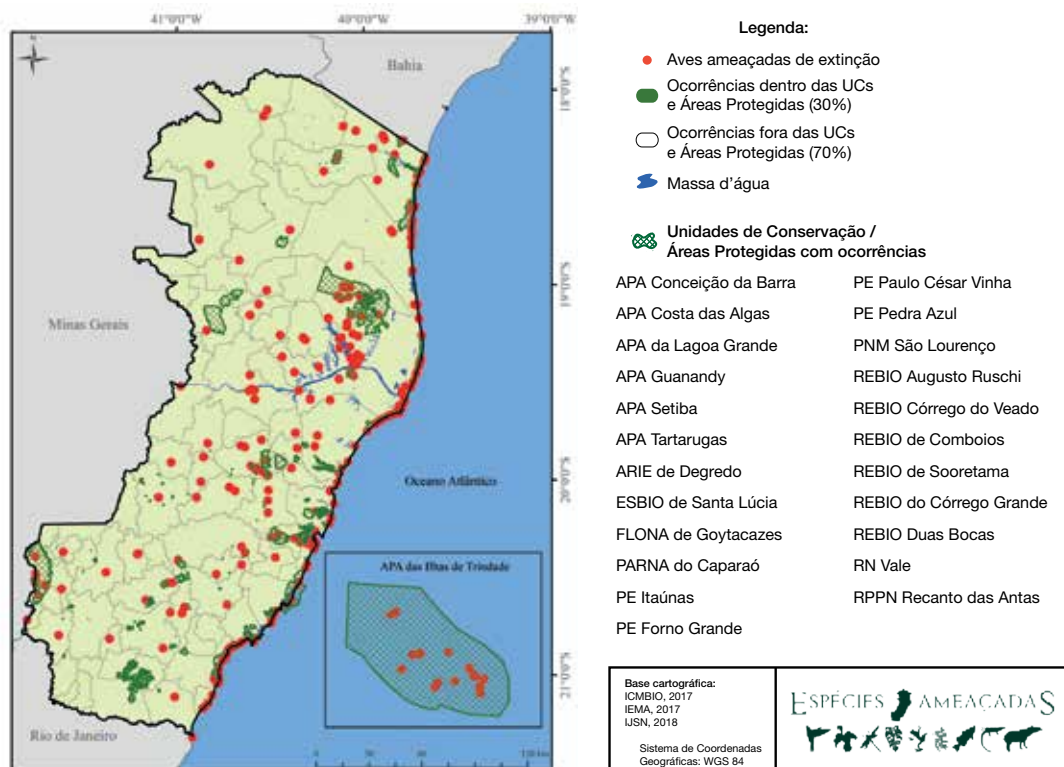 41°0'0"W
40°0'0"W
39°0'0"W
Bahia
18°0'0"S
19°0'0"S
Minas Gerais
20°0'0"S
Oceano Atlântico
APA das Ilhas de Trindade
21°0'0"S
Rio de Janeiro
Legenda:
Aves ameaçadas de extinção
Ocorrências dentro das UCs
e Áreas Protegidas (30%)
Ocorrências fora das UCs
e Áreas Protegidas (70%)
Massa d'água
Unidades de Conservação /
Áreas Protegidas com ocorrências
APA Conceição da Barra
APA Costa das Algas
APA da Lagoa Grande
APA Guanandy
APA Setiba
APA Tartarugas
ARIE de Degredo
ESBIO de Santa Lúcia
FLONA de Goytacazes
PARNA do Caparaó
PE Itaúnas
PE Forno Grande
PE Paulo César Vinha
PE Pedra Azul
PNM São Lourenço
REBIO Augusto Ruschi
REBIO Córrego do Veado
REBIO de Comboios
REBIO de Sooretama
REBIO do Córrego Grande
REBIO Duas Bocas
RN Vale
RPPN Recanto das Antas
Base cartográfica:
ICMBIO, 2017
IEMA, 2017
IJSN, 2018
Sistema de Coordenadas
Geográficas: WGS 84
ESPÉCIES AMEAÇADAS